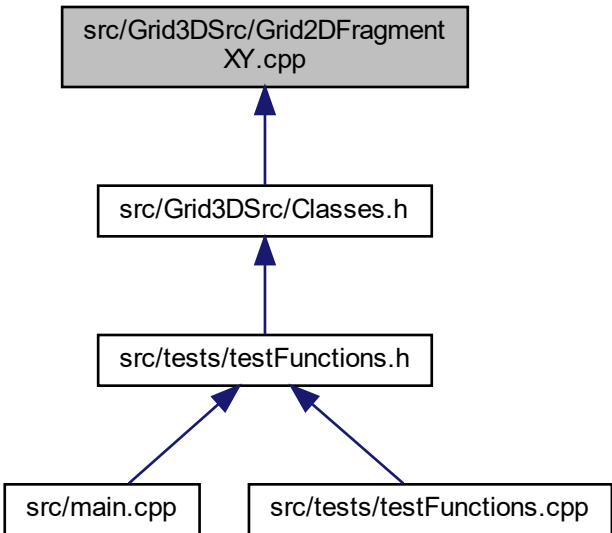 src/Grid3DSrc/Grid2DFragment
XY.cpp
src/Grid3DSrc/Classes.h
src/tests/testFunctions.h
src/main.cpp
src/tests/testFunctions.cpp